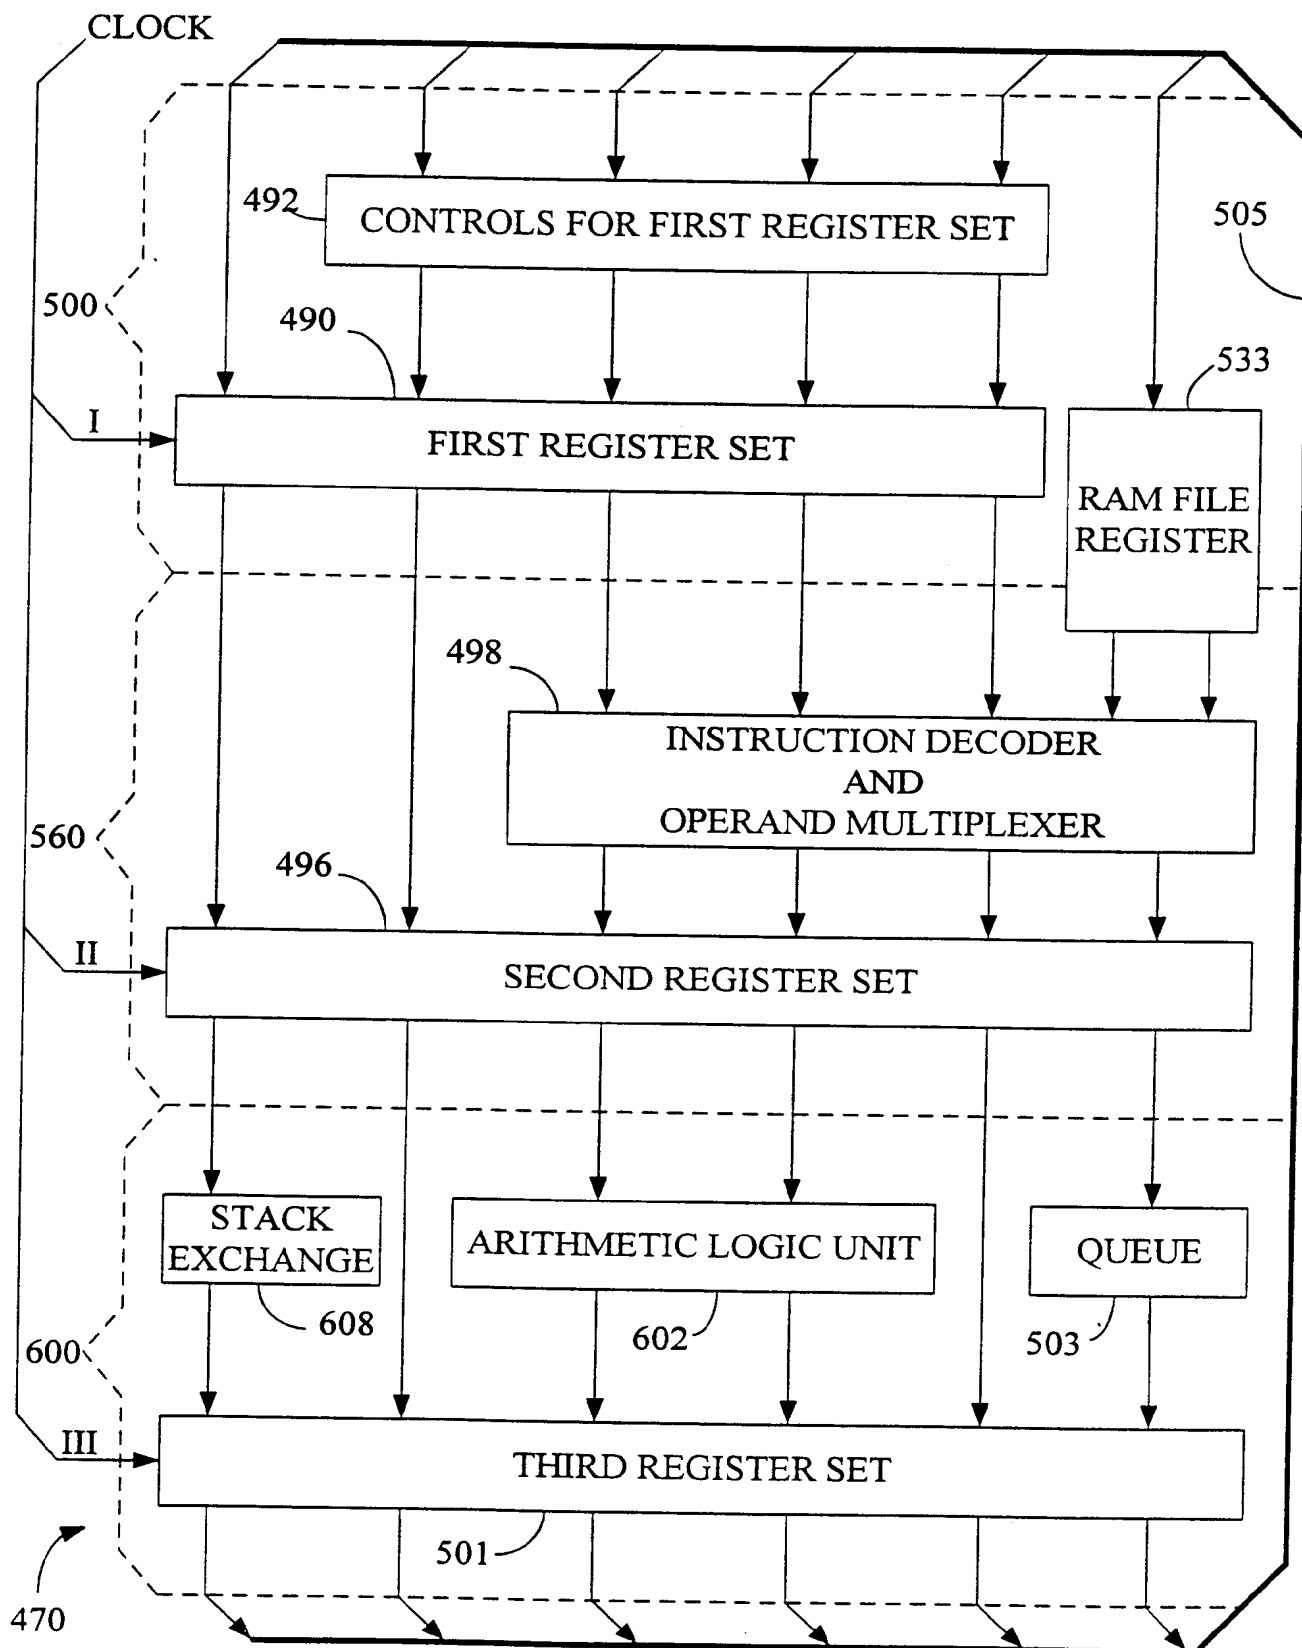 CLOCK
492
CONTROLS FOR FIRST REGISTER SET
505
500
490
533
I
FIRST REGISTER SET
RAM FILE
REGISTER
498
INSTRUCTION DECODER
AND
OPERAND MULTIPLEXER
560
496
II
SECOND REGISTER SET
STACK
EXCHANGE
ARITHMETIC LOGIC UNIT
QUEUE
608
602
503
600
III
THIRD REGISTER SET
501
470